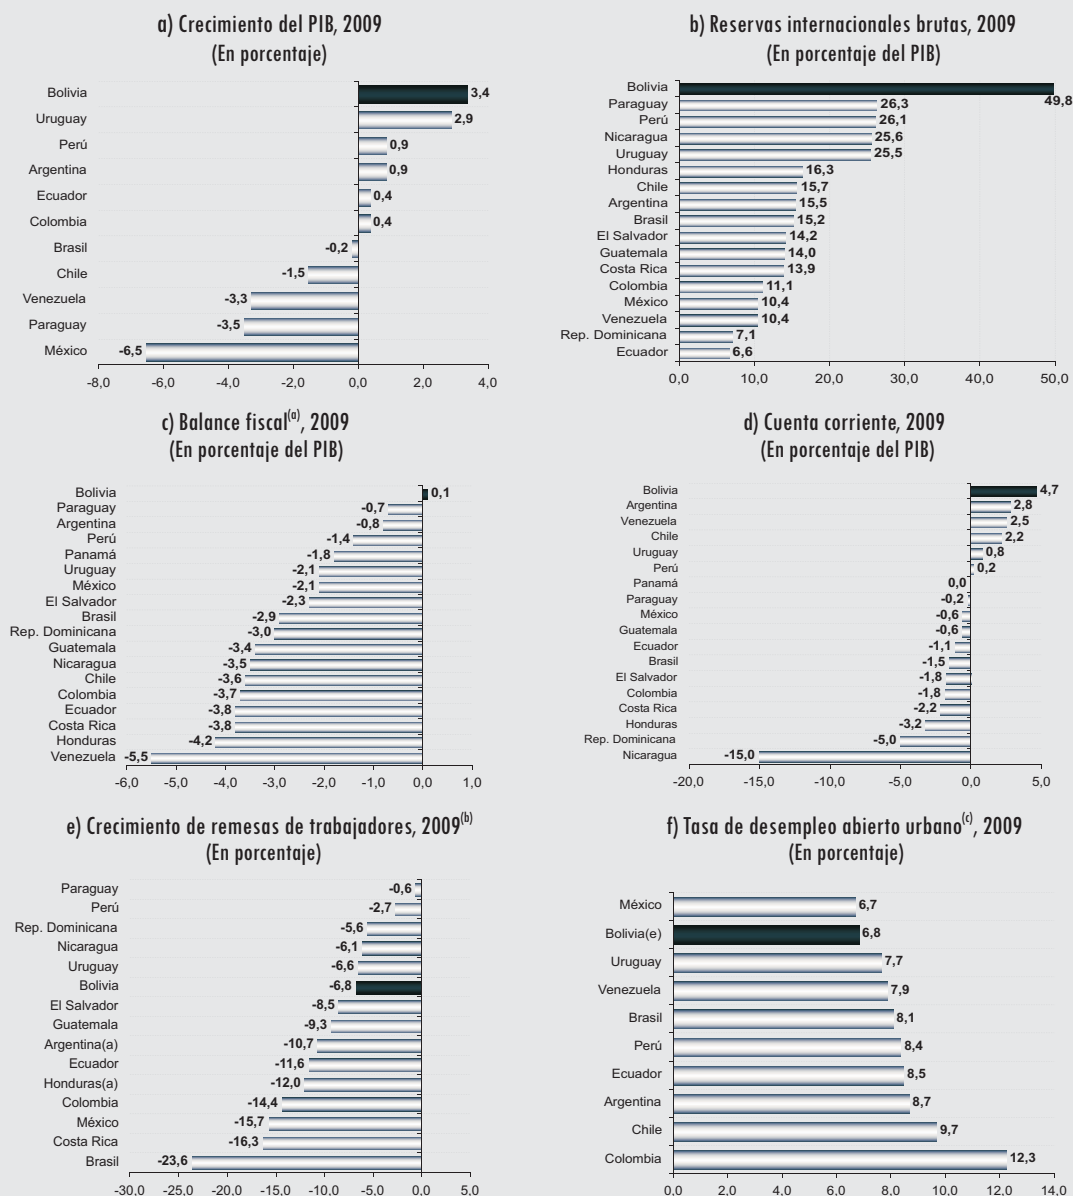 a) Crecimiento del PIB, 2009
(En porcentaje)
Bolivia 3,4
Uruguay 2,9
Perú 0,9
Argentina 0,9
Ecuador 0,4
Colombia 0,4
Brasil -0,2
Chile -1,5
Venezuela -3,3
Paraguay -3,5
México -6,5
-8,0 -6,0 -4,0 -2,0 0,0 2,0 4,0
b) Reservas internacionales brutas, 2009
(En porcentaje del PIB)
Bolivia 49,8
Paraguay 26,3
Perú 26,1
Nicaragua 25,6
Uruguay 25,5
Honduras 16,3
Chile 15,7
Argentina 15,5
Brasil 15,2
El Salvador 14,2
Guatemala 14,0
Costa Rica 13,9
Colombia 11,1
México 10,4
Venezuela 10,4
Rep. Dominicana 7,1
Ecuador 6,6
0,0 10,0 20,0 30,0 40,0 50,0
c) Balance fiscal(a), 2009
(En porcentaje del PIB)
Bolivia 0,1
Paraguay -0,7
Argentina -0,8
Perú -1,4
Panamá -1,8
Uruguay -2,1
México -2,1
El Salvador -2,3
Brasil -2,9
Rep. Dominicana -3,0
Guatemala -3,4
Nicaragua -3,5
Chile -3,6
Colombia -3,7
Ecuador -3,8
Costa Rica -3,8
Honduras -4,2
Venezuela -5,5
-6,0 -5,0 -4,0 -3,0 -2,0 -1,0 0,0 1,0
d) Cuenta corriente, 2009
(En porcentaje del PIB)
Bolivia 4,7
Argentina 2,8
Venezuela 2,5
Chile 2,2
Uruguay 0,8
Perú 0,2
Panamá 0,0
Paraguay -0,2
México -0,6
Guatemala -0,6
Ecuador -1,1
Brasil -1,5
El Salvador -1,8
Colombia -1,8
Costa Rica -2,2
Honduras -3,2
Rep. Dominicana -5,0
Nicaragua -15,0
-20,0 -15,0 -10,0 -5,0 0,0 5,0
e) Crecimiento de remesas de trabajadores, 2009(b)
(En porcentaje)
Paraguay -0,6
Perú -2,7
Rep. Dominicana -5,6
Nicaragua -6,1
Uruguay -6,6
Bolivia -6,8
El Salvador -8,5
Guatemala -9,3
Argentina(a) -10,7
Ecuador -11,6
Honduras(a) -12,0
Colombia -14,4
México -15,7
Costa Rica -16,3
Brasil -23,6
-30,0 -25,0 -20,0 -15,0 -10,0 -5,0 0,0 5,0
f) Tasa de desempleo abierto urbano(c), 2009
(En porcentaje)
México 6,7
Bolivia(e) 6,8
Uruguay 7,7
Venezuela 7,9
Brasil 8,1
Perú 8,4
Ecuador 8,5
Argentina 8,7
Chile 9,7
Colombia 12,3
0,0 2,0 4,0 6,0 8,0 10,0 12,0 14,0